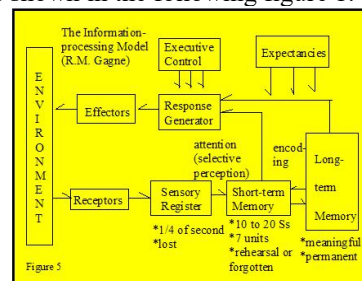 shown in the following figure 1.
The Information-
processing Model
(R.M. Gagne)
Executive
Control
Expectancies
ENVIRONMENT
Effectors
Response
Generator
attention
(selective
perception)
encod-
ing
Long-
term
Memory
Receptors
Sensory
Register
Short-term
Memory
*1/4 of second
*lost
*10 to 20 Ss
*7 units
*rehearsal or
forgotten
*meaningful
*permanent
Figure 5